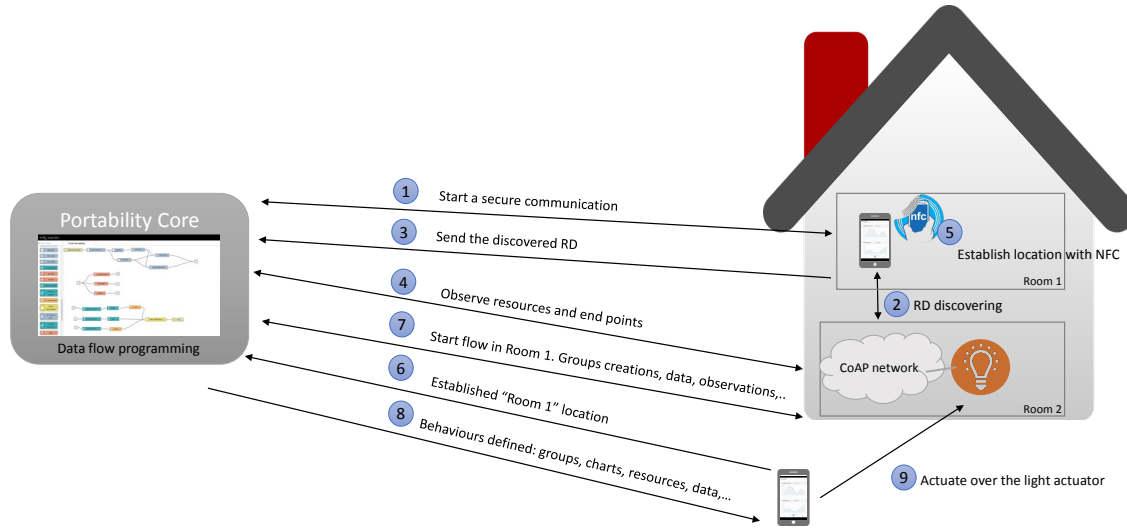 Portability Core
Data flow programming
1
Start a secure communication
3
Send the discovered RD
4
Observe resources and end points
7
Start flow in Room 1. Groups creations, data, observations,..
6
Established “Room 1” location
8
Behaviours defined: groups, charts, resources, data,...
nfc
5
Establish location with NFC
Room 1
2
RD discovering
CoAP network
Room 2
9
Actuate over the light actuator